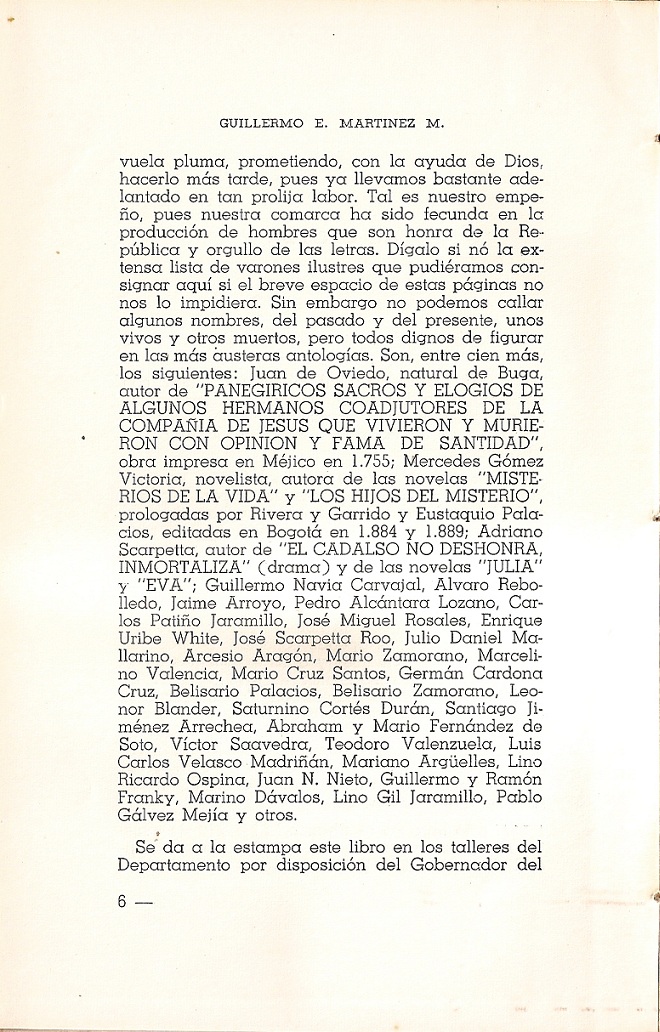 GUILLERMO E. MARTINEZ M.
vuela pluma, prometiendo, con la ayuda de Dios,
hacerlo más tarde, pues ya llevamos bastante ade-
lantado en tan prolija labor. Tal es nuestro empe-
ño, pues nuestra comarca ha sido fecunda en la
producción de hombres que son honra de la Re-
pública y orgullo de las letras. Dígalo si nó la ex-
tensa lista de varones ilustres que pudiéramos con-
signar aquí si el breve espacio de estas páginas no
nos lo impidiera. Sin embargo no podemos callar
algunos nombres, del pasado y del presente, unos
vivos y otros muertos, pero todos dignos de figurar
en las más austeras antologías. Son, entre cien más,
los siguientes: Juan de Oviedo, natural de Buga,
autor de "PANEGIRICOS SACROS Y ELOGIOS DE
ALGUNOS HERMANOS COADJUTORES DE LA
COMPAÑIA DE JESUS QUE VIVIERON Y MURIE-
RON CON OPINION Y FAMA DE SANTIDAD",
obra impresa en Méjico en 1.755; Mercedes Gómez
Victoria, novelista, autora de las novelas "MISTE-
RIOS DE LA VIDA" y "LOS HIJOS DEL MISTERIO",
prologadas por Rivera y Garrido y Eustaquio Pala-
cios, editadas en Bogotá en 1.884 y 1.889; Adriano
Scarpetta, autor de "EL CADALSO NO DESHONRA,
INMORTALIZA" (drama) y de las novelas "JULIA"
y "EVA"; Guillermo Navia Carvajal, Alvaro Rebo-
lledo, Jaime Arroyo, Pedro Alcántara Lozano, Car-
los Patiño Jaramillo, José Miguel Rosales, Enrique
Uribe White, José Scarpetta Roo, Julio Daniel Ma-
llarino, Arcesio Aragón, Mario Zamorano, Marceli-
no Valencia, Mario Cruz Santos, Germán Cardona
Cruz, Belisario Palacios, Belisario Zamorano, Leo-
nor Blander, Saturnino Cortés Durán, Santiago Ji-
ménez Arrechea, Abraham y Mario Fernández de
Soto, Víctor Saavedra, Teodoro Valenzuela, Luis
Carlos Velasco Madriñán, Mariano Argüelles, Lino
Ricardo Ospina, Juan N. Nieto, Guillermo y Ramón
Franky, Marino Dávalos, Lino Gil Jaramillo, Pablo
Gálvez Mejía y otros.
Se da a la estampa este libro en los talleres del
Departamento por disposición del Gobernador del
6 —